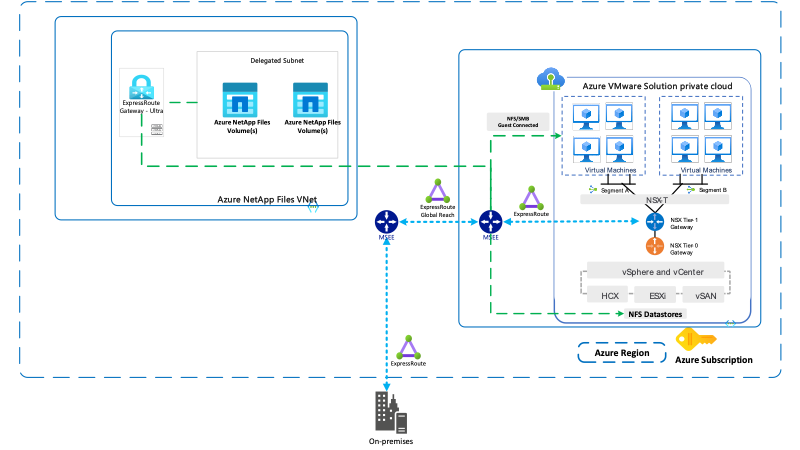 Delegated Subnet
ExpressRoute
Gateway - Ultra
Azure NetApp Files
Volume(s)
Azure NetApp Files
Volume(s)
Azure NetApp Files VNet
NFS/SMB
Guest Connected
Azure VMware Solution private cloud
Virtual Machines
Virtual Machines
Segment A
Segment B
NSX-T
ExpressRoute
Global Reach
ExpressRoute
MSEE
MSEE
NSX Tier-1
Gateway
NSX Tier 0
Gateway
vSphere and vCenter
HCX
ESXi
vSAN
NFS Datastores
Azure Region
Azure Subscription
ExpressRoute
On-premises